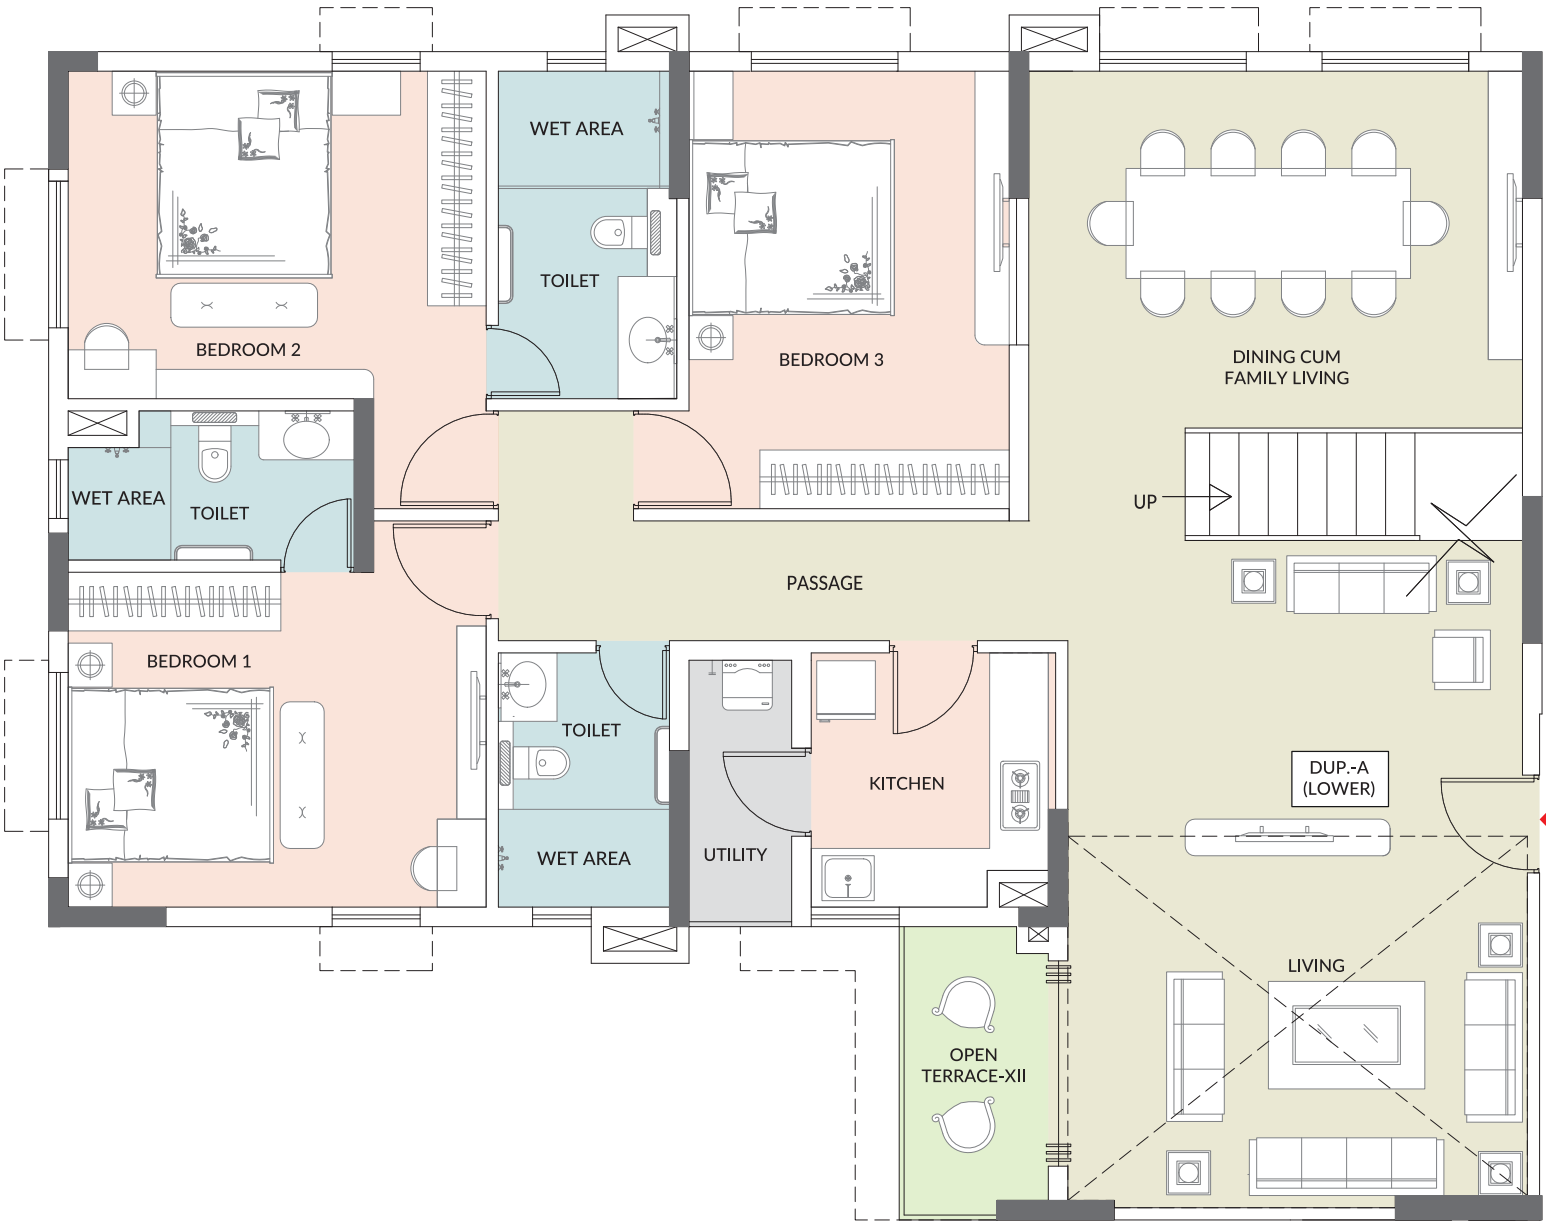 WET AREA
TOILET
BEDROOM 2
BEDROOM 3
DINING CUM
FAMILY LIVING
WET AREA
TOILET
UP
PASSAGE
BEDROOM 1
TOILET
KITCHEN
DUP.-A
(LOWER)
WET AREA
UTILITY
LIVING
OPEN
TERRACE-XII